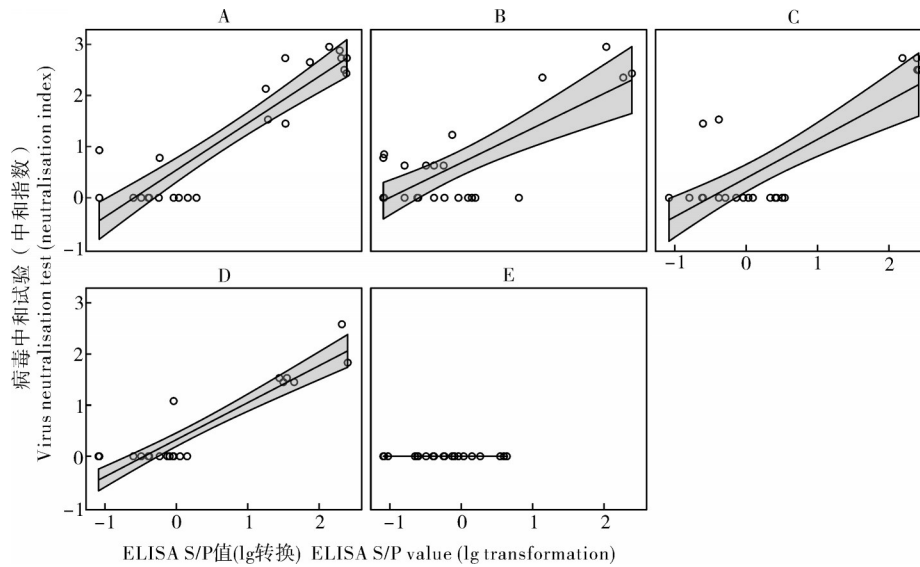 A
B
C
3
2
1
0
−1
−1
0
1
2
D
E
3
2
1
0
−1
−1
0
1
2
−1
0
1
2
病毒中和试验（中和指数）
Virus neutralisation test (neutralisation index)
ELISA S/P值(lg转换) ELISA S/P value (lg transformation)